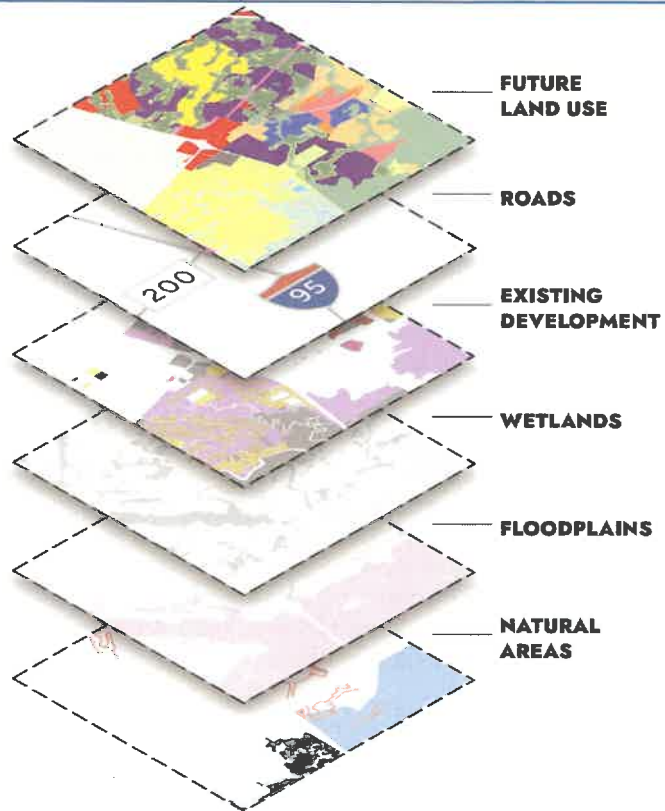 FUTURE
LAND USE
ROADS
200
95
EXISTING
DEVELOPMENT
WETLANDS
FLOODPLAINS
NATURAL
AREAS